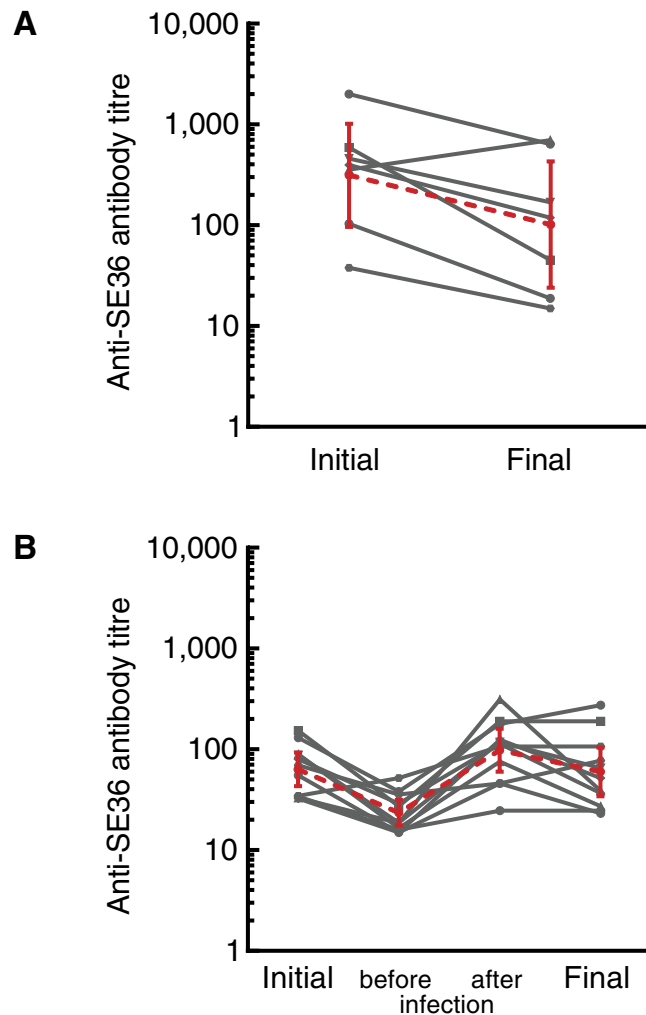 A
Anti-SE36 antibody titre
10,000
1,000
100
10
1
Initial Final
B
Anti-SE36 antibody titre
10,000
1,000
100
10
1
Initial before after Final
infection